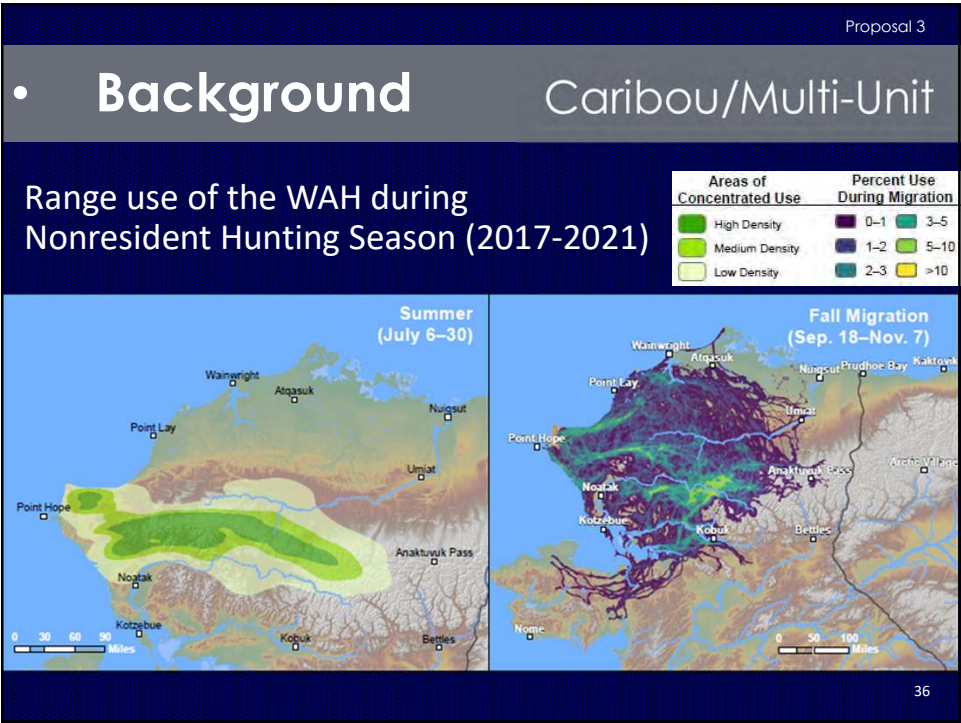 Proposal 3
• Background
Caribou/Multi-Unit
Range use of the WAH during
Nonresident Hunting Season (2017-2021)
Areas of
Concentrated Use
High Density
Medium Density
Low Density
Percent Use
During Migration
0–1
3–5
1–2
5–10
2–3
>10
Summer
(July 6–30)
Wainwright
Atqasuk
Nuiqsut
Point Lay
Umiat
Point Hope
Anaktuvuk Pass
Noatak
Kotzebue
Kobuk
Bettles
0 30 60 90
Miles
Fall Migration
(Sep. 18–Nov. 7)
Wainwright
Atqasuk
Nuiqsut
Prudhoe Bay
Kaktovik
Point Lay
Umiat
Point Hope
Anaktuvuk Pass
Arctic Village
Noatak
Kotzebue
Kobuk
Bettles
Nome
0 50 100
Miles
36